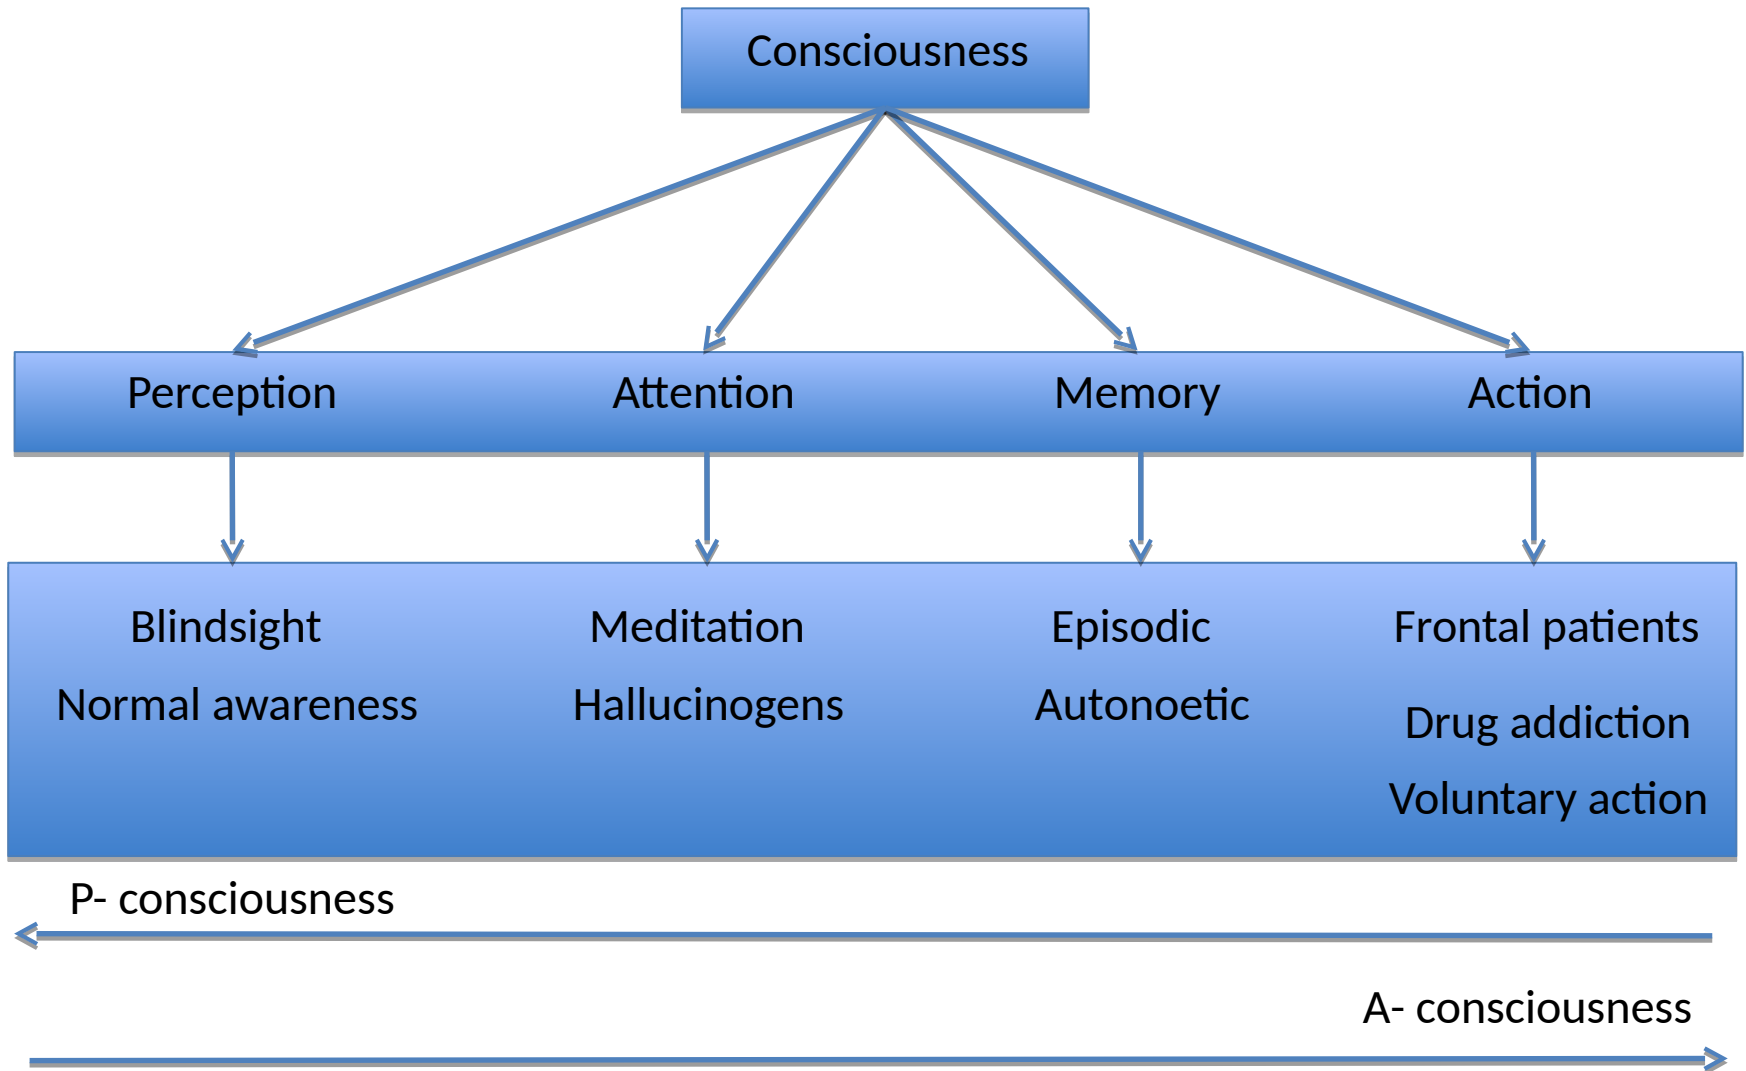 Consciousness
Perception Attention Memory Action
Blindsight Meditation Episodic Frontal patients
Normal awareness Hallucinogens Autonoetic Drug addiction
Voluntary action
P- consciousness
A- consciousness